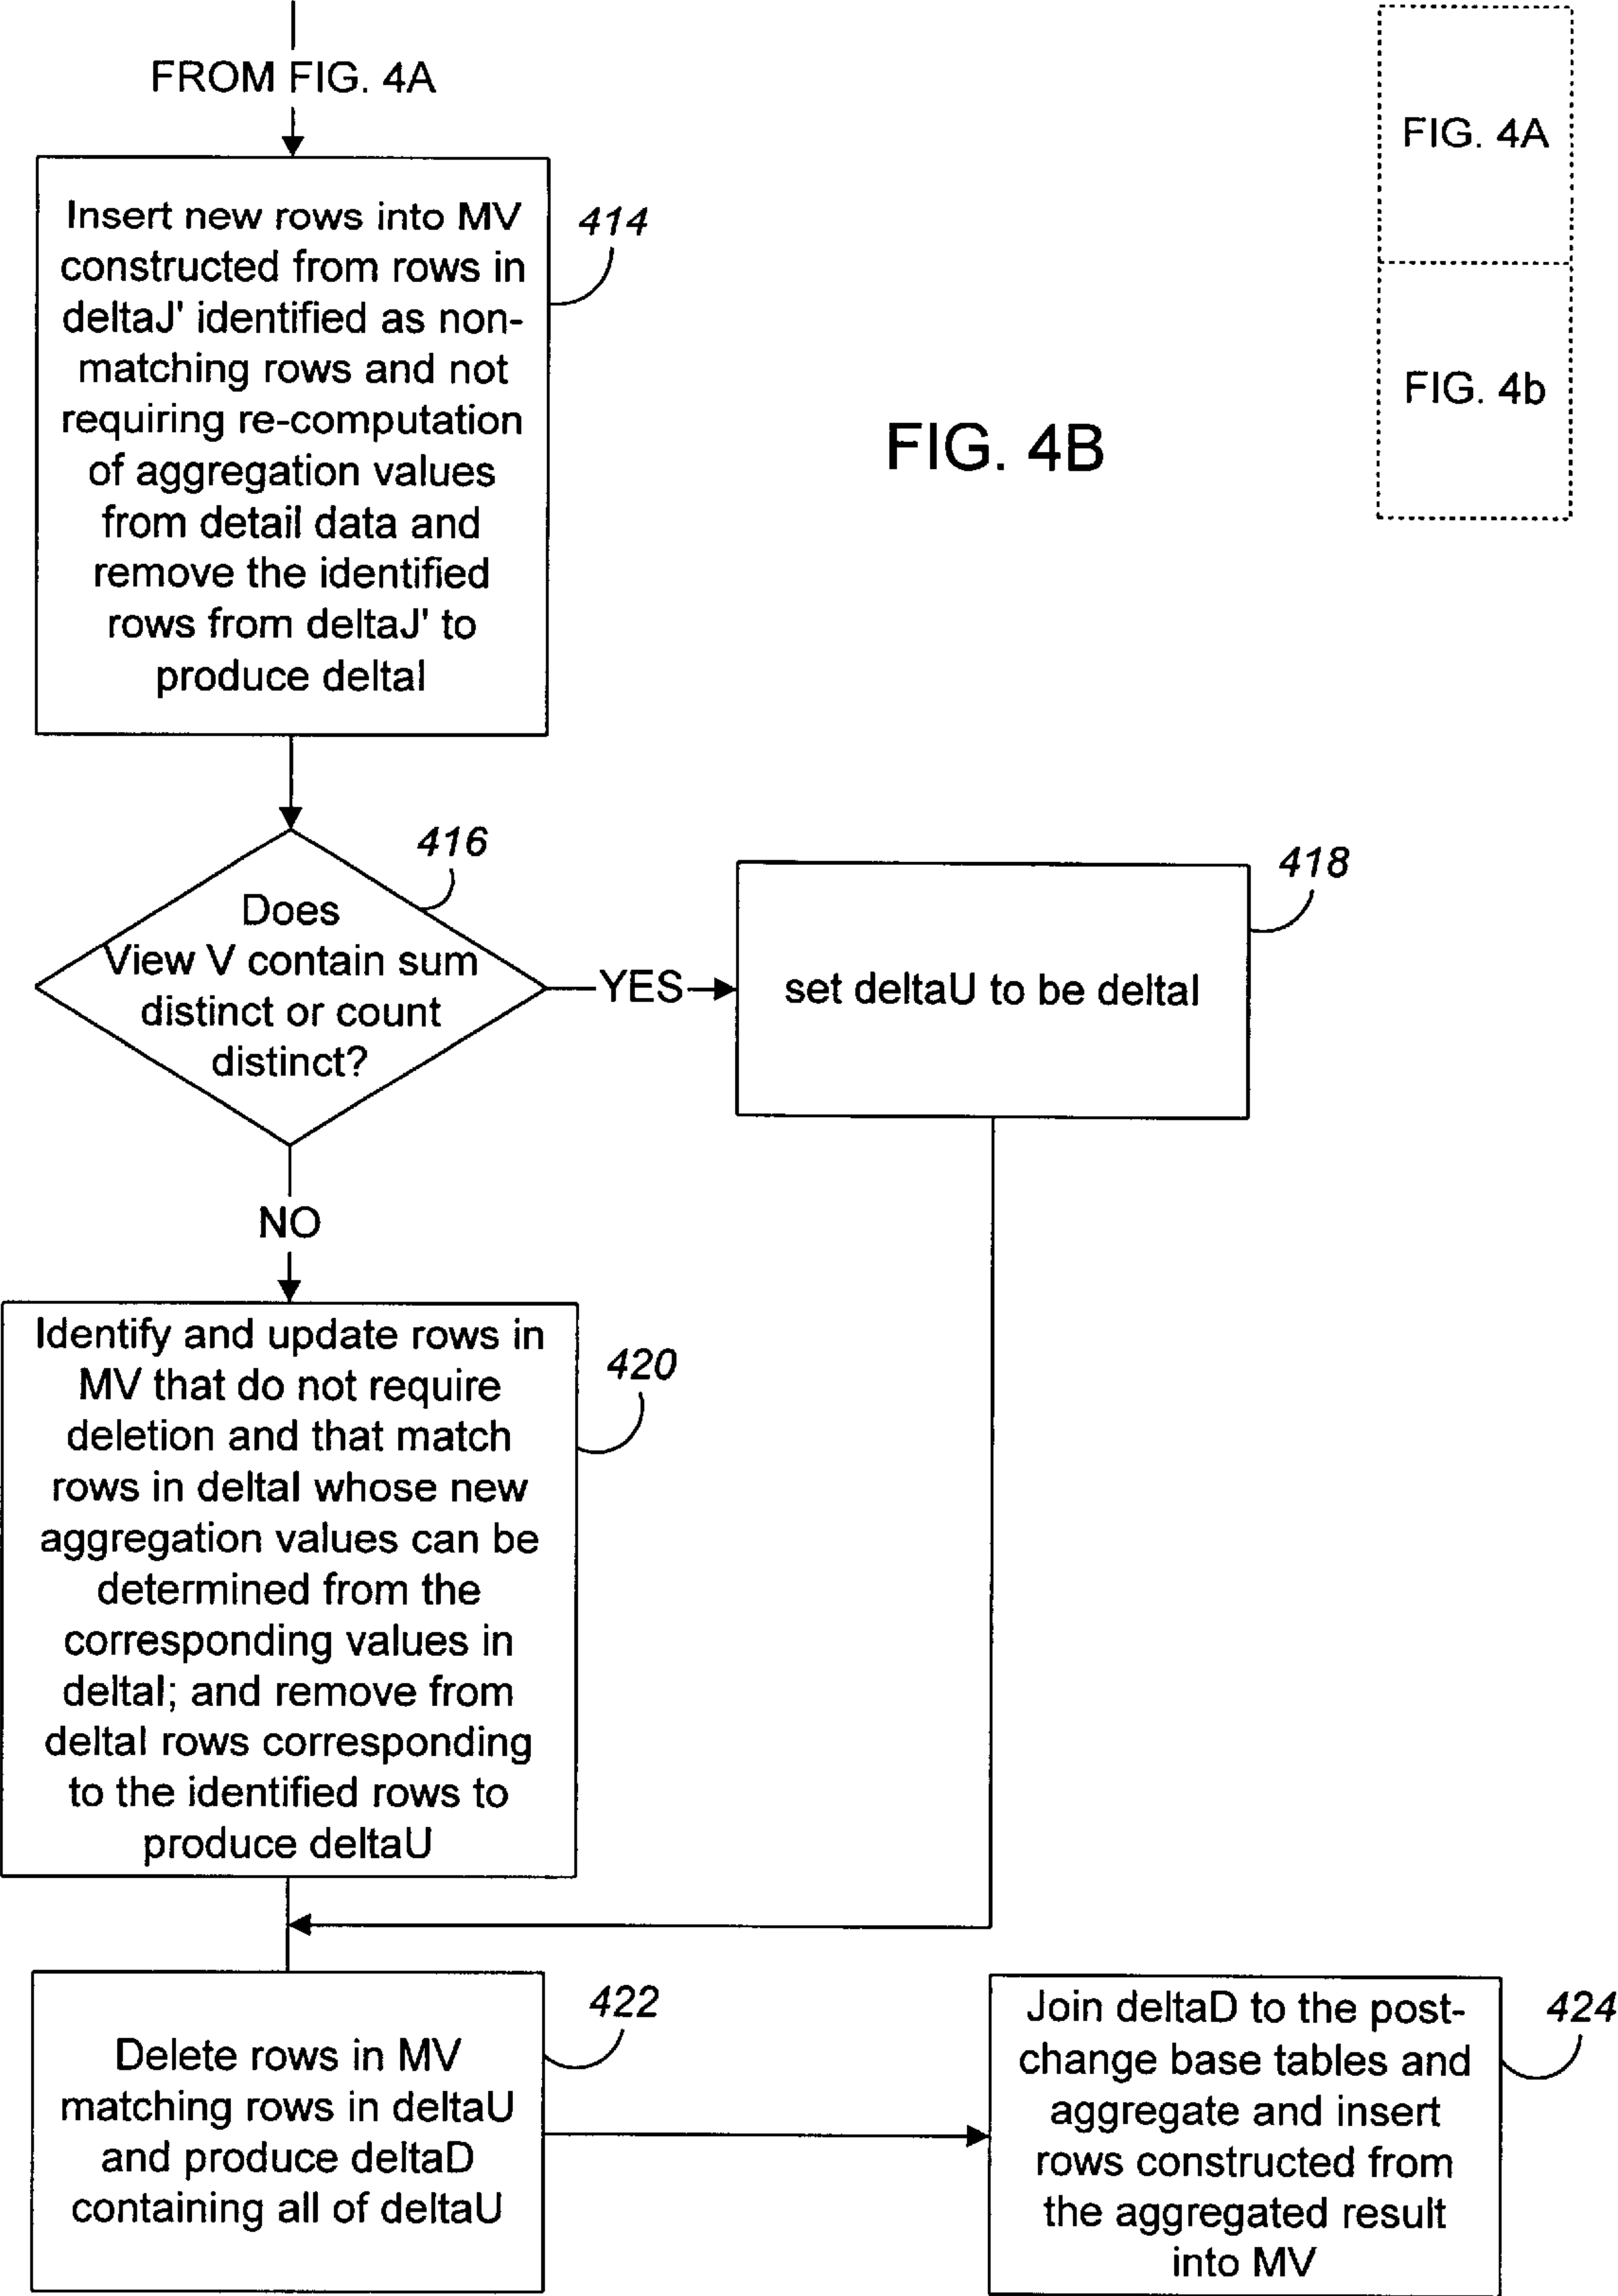 FROM FIG. 4A
FIG. 4A
FIG. 4b
FIG. 4B
414
Insert new rows into MV
constructed from rows in
deltaJ' identified as non-
matching rows and not
requiring re-computation
of aggregation values
from detail data and
remove the identified
rows from deltaJ' to
produce deltaI
416
Does
View V contain sum
distinct or count
distinct?
YES
418
set deltaU to be deltaI
NO
420
Identify and update rows in
MV that do not require
deletion and that match
rows in deltaI whose new
aggregation values can be
determined from the
corresponding values in
deltaI; and remove from
deltaI rows corresponding
to the identified rows to
produce deltaU
422
Delete rows in MV
matching rows in deltaU
and produce deltaD
containing all of deltaU
424
Join deltaD to the post-
change base tables and
aggregate and insert
rows constructed from
the aggregated result
into MV